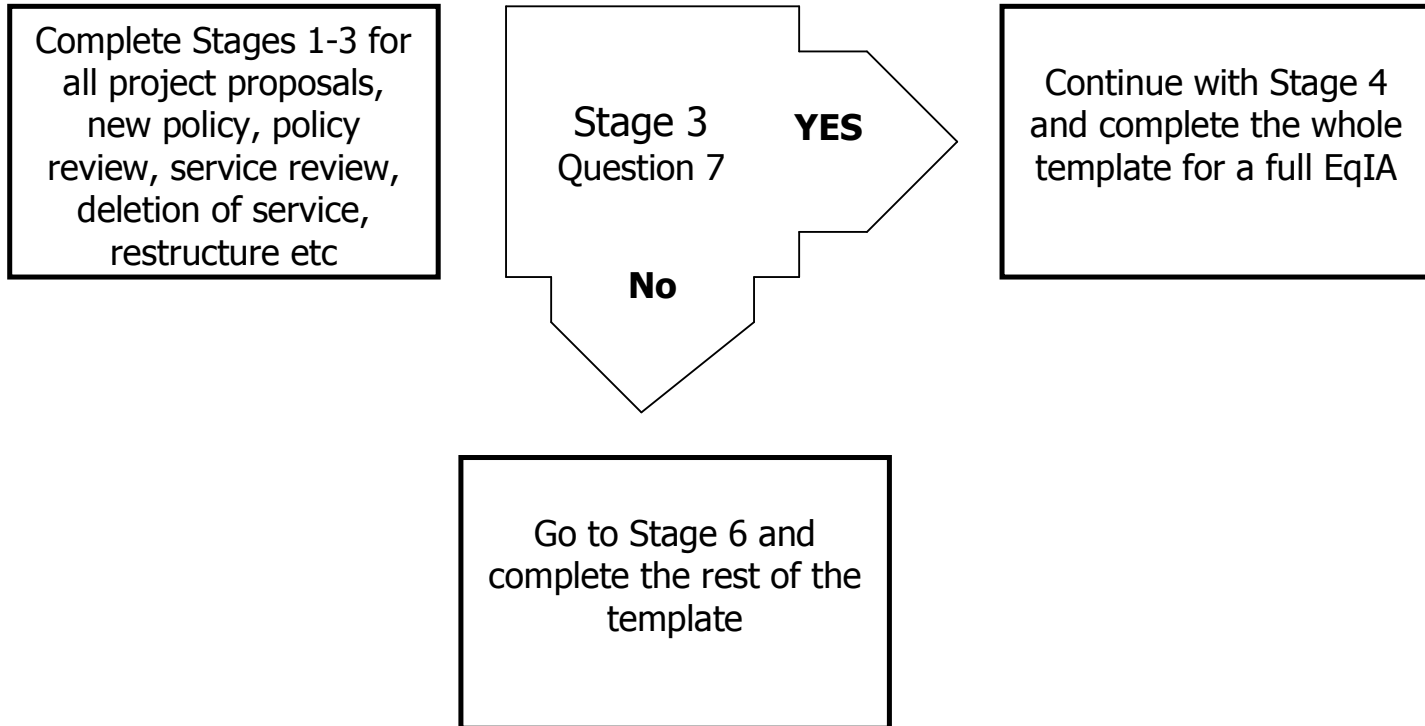 Complete Stages 1-3 for
all project proposals,
new policy, policy
review, service review,
deletion of service,
restructure etc
Stage 3
Question 7
YES
No
Continue with Stage 4
and complete the whole
template for a full EqIA
Go to Stage 6 and
complete the rest of the
template